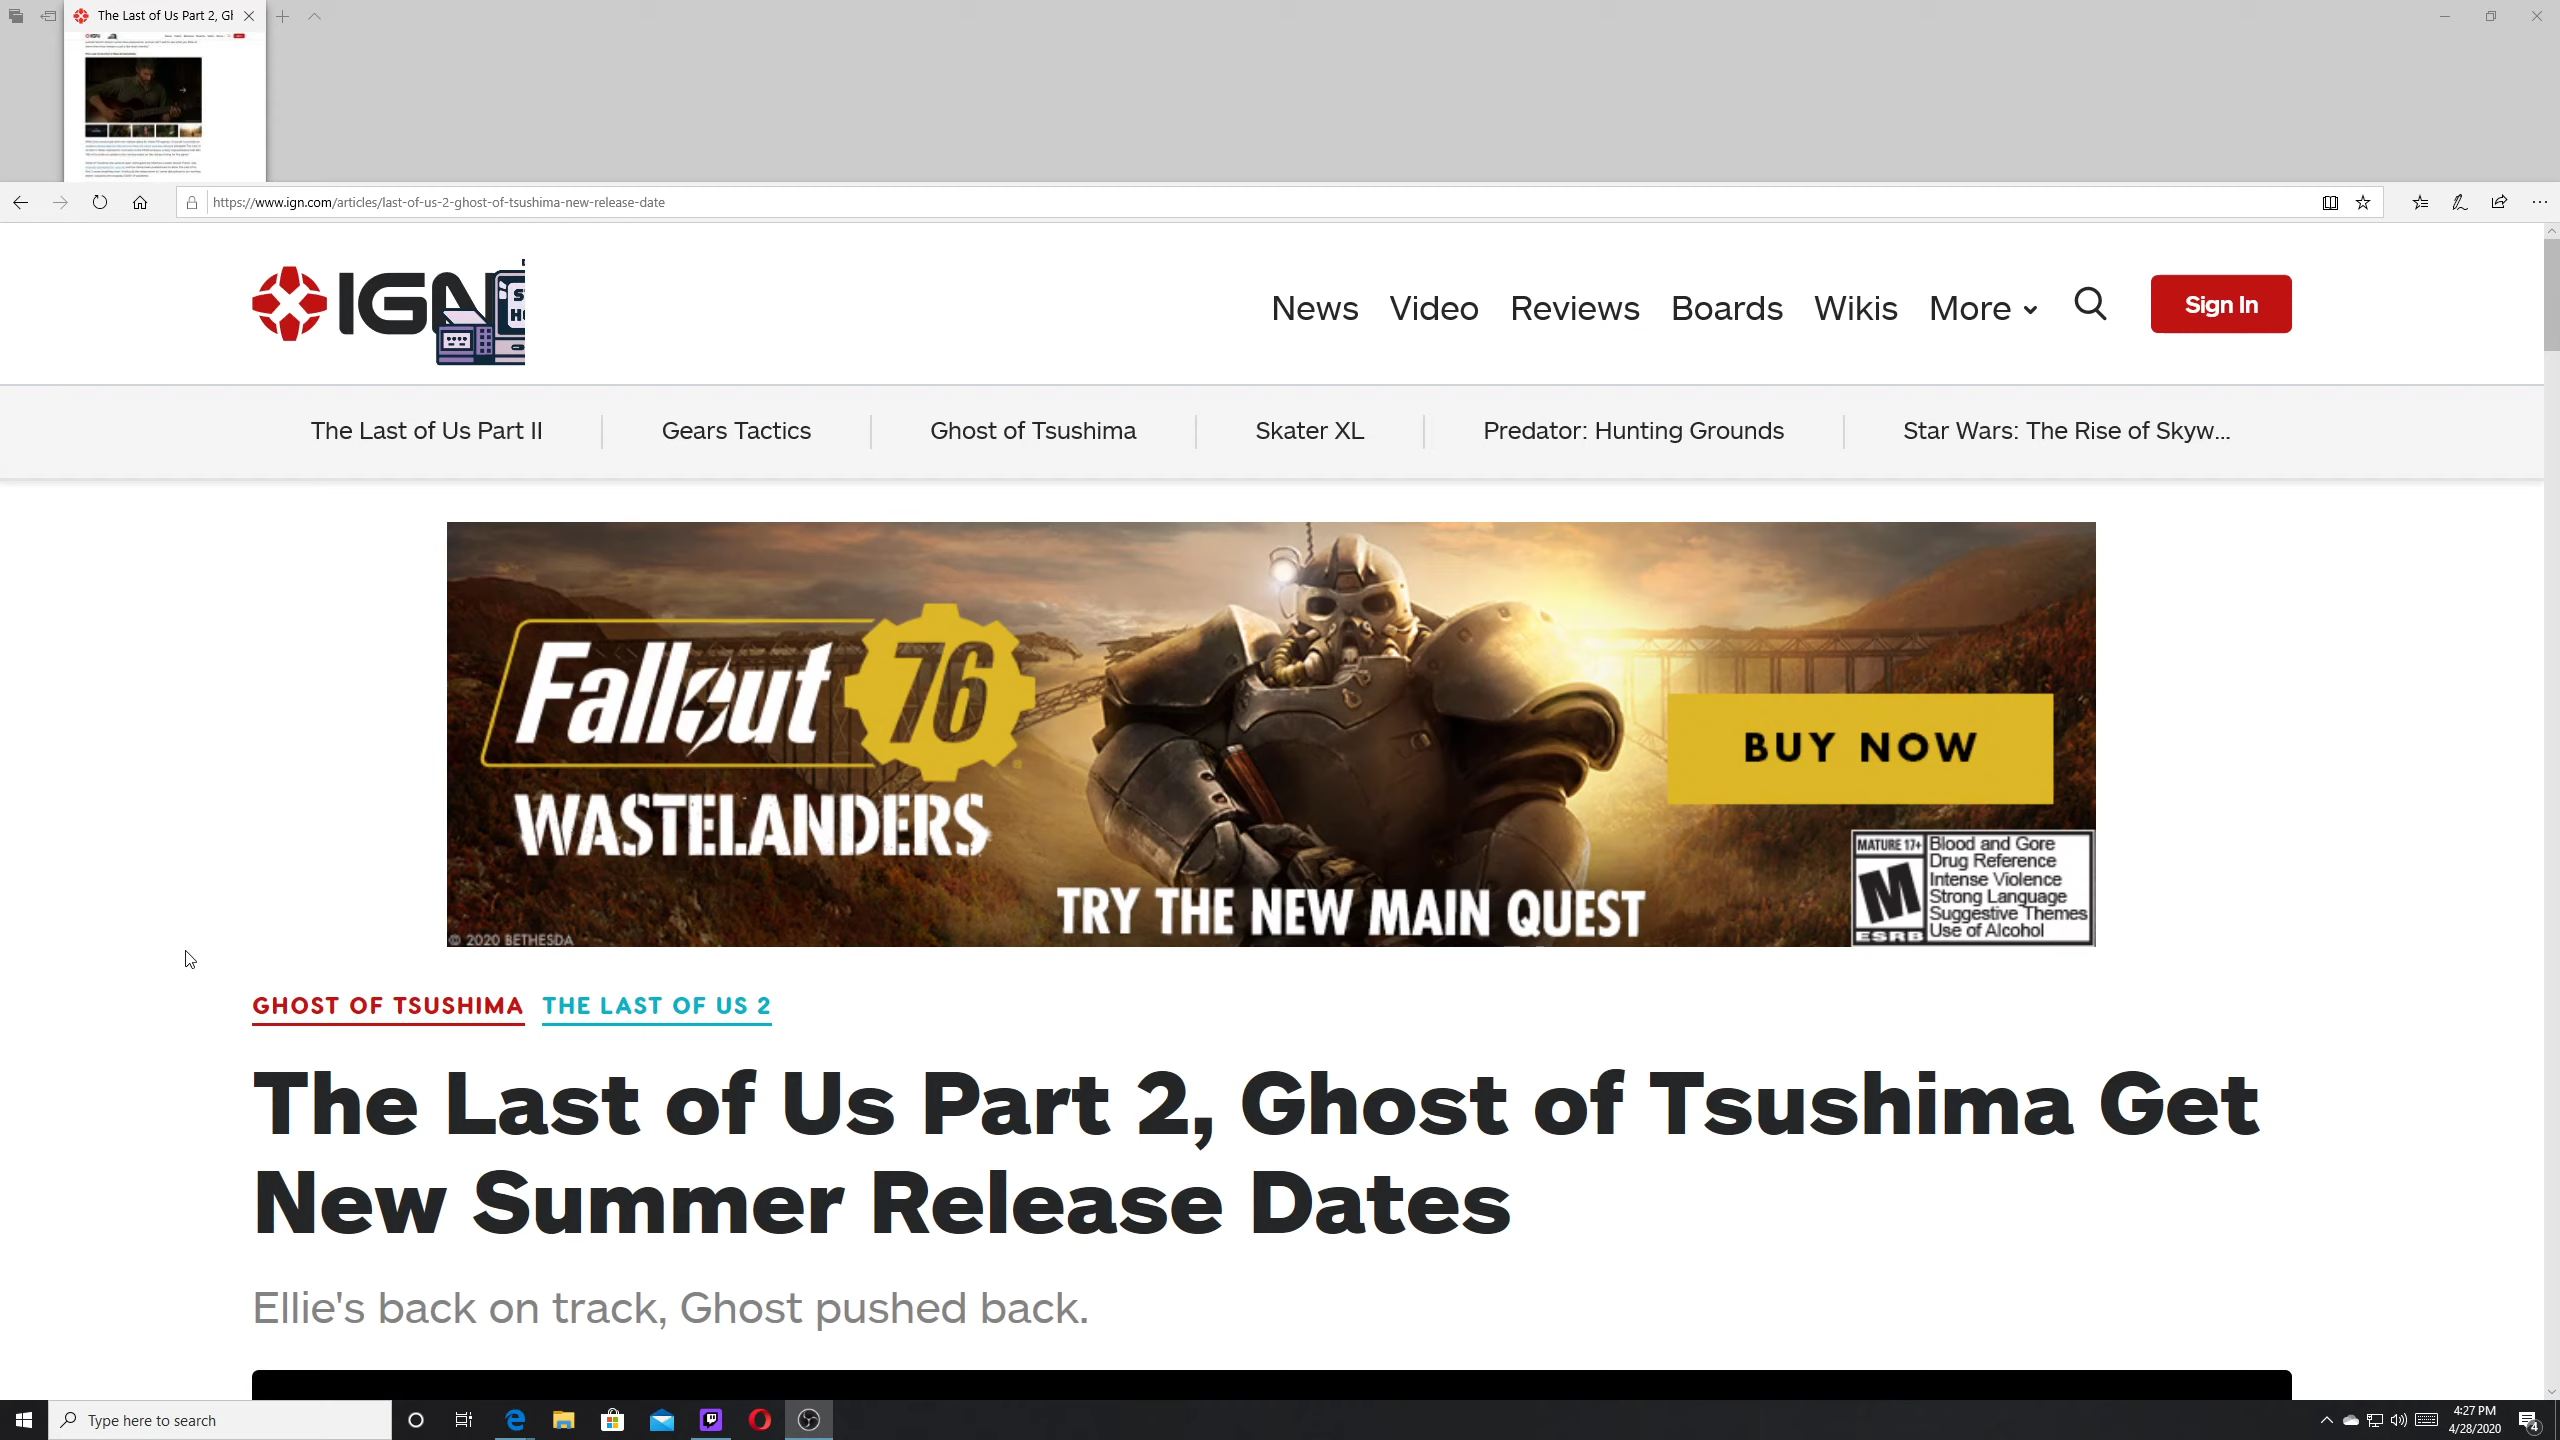 The Last of Us Part 2, Gh
https://www.ign.com/articles/last-of-us-2-ghost-of-tsushima-new-release-date
IGN
News Video Reviews Boards Wikis More Sign In
The Last of Us Part II Gears Tactics Ghost of Tsushima Skater XL Predator: Hunting Grounds Star Wars: The Rise of Skyw...
Fallout 76
WASTELANDERS
BUY NOW
TRY THE NEW MAIN QUEST
MATURE 17+
M
ESRB
Blood and Gore
Drug Reference
Intense Violence
Strong Language
Suggestive Themes
Use of Alcohol
© 2020 BETHESDA
GHOST OF TSUSHIMA THE LAST OF US 2
The Last of Us Part 2, Ghost of Tsushima Get
New Summer Release Dates
Ellie's back on track, Ghost pushed back.
Type here to search
4:27 PM
4/28/2020
4